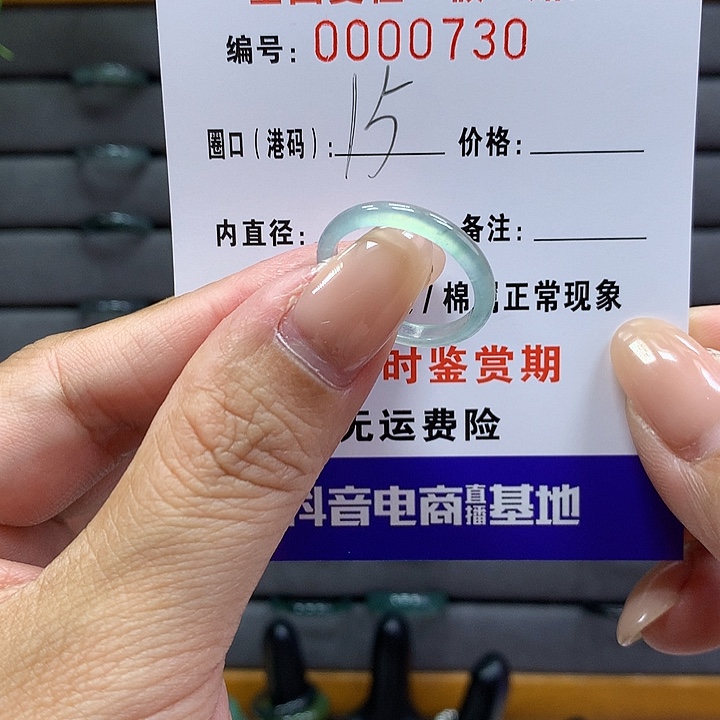 编号: 0000730
圈口(港码): 15 价格:
内直径: 备注:
/ 棉 正常现象
时鉴赏期
无运费险
抖音电商直播基地